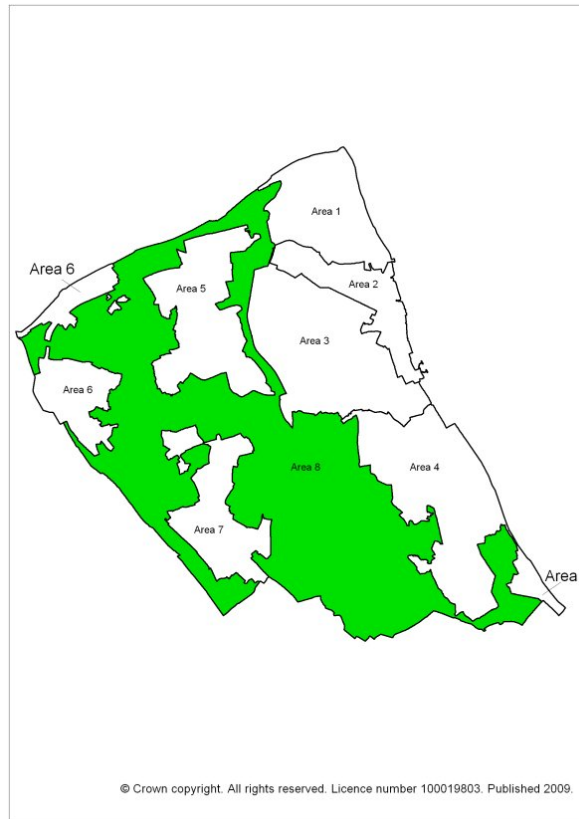 Area 1
Area 6
Area 2
Area 5
Area 3
Area 6
Area 8
Area 4
Area 7
Area
© Crown copyright. All rights reserved. Licence number 100019803. Published 2009.